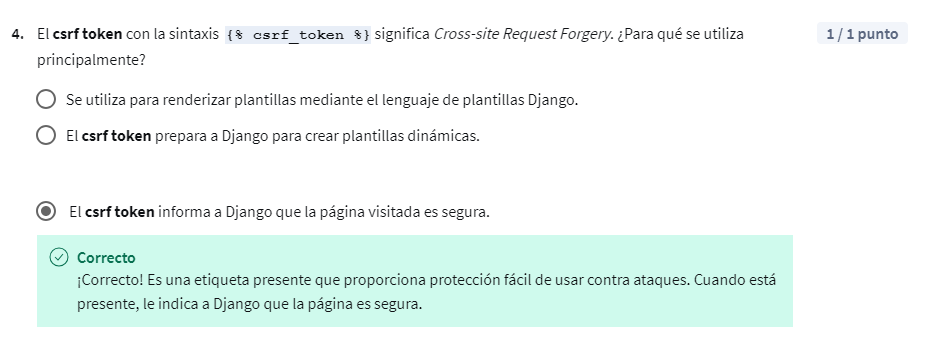 4. El csrf token con la sintaxis {% csrf_token %} significa Cross-site Request Forgery. ¿Para qué se utiliza
principalmente?
1 / 1 punto
Se utiliza para renderizar plantillas mediante el lenguaje de plantillas Django.
El csrf token prepara a Django para crear plantillas dinámicas.
El csrf token informa a Django que la página visitada es segura.
Correcto
¡Correcto! Es una etiqueta presente que proporciona protección fácil de usar contra ataques. Cuando está
presente, le indica a Django que la página es segura.